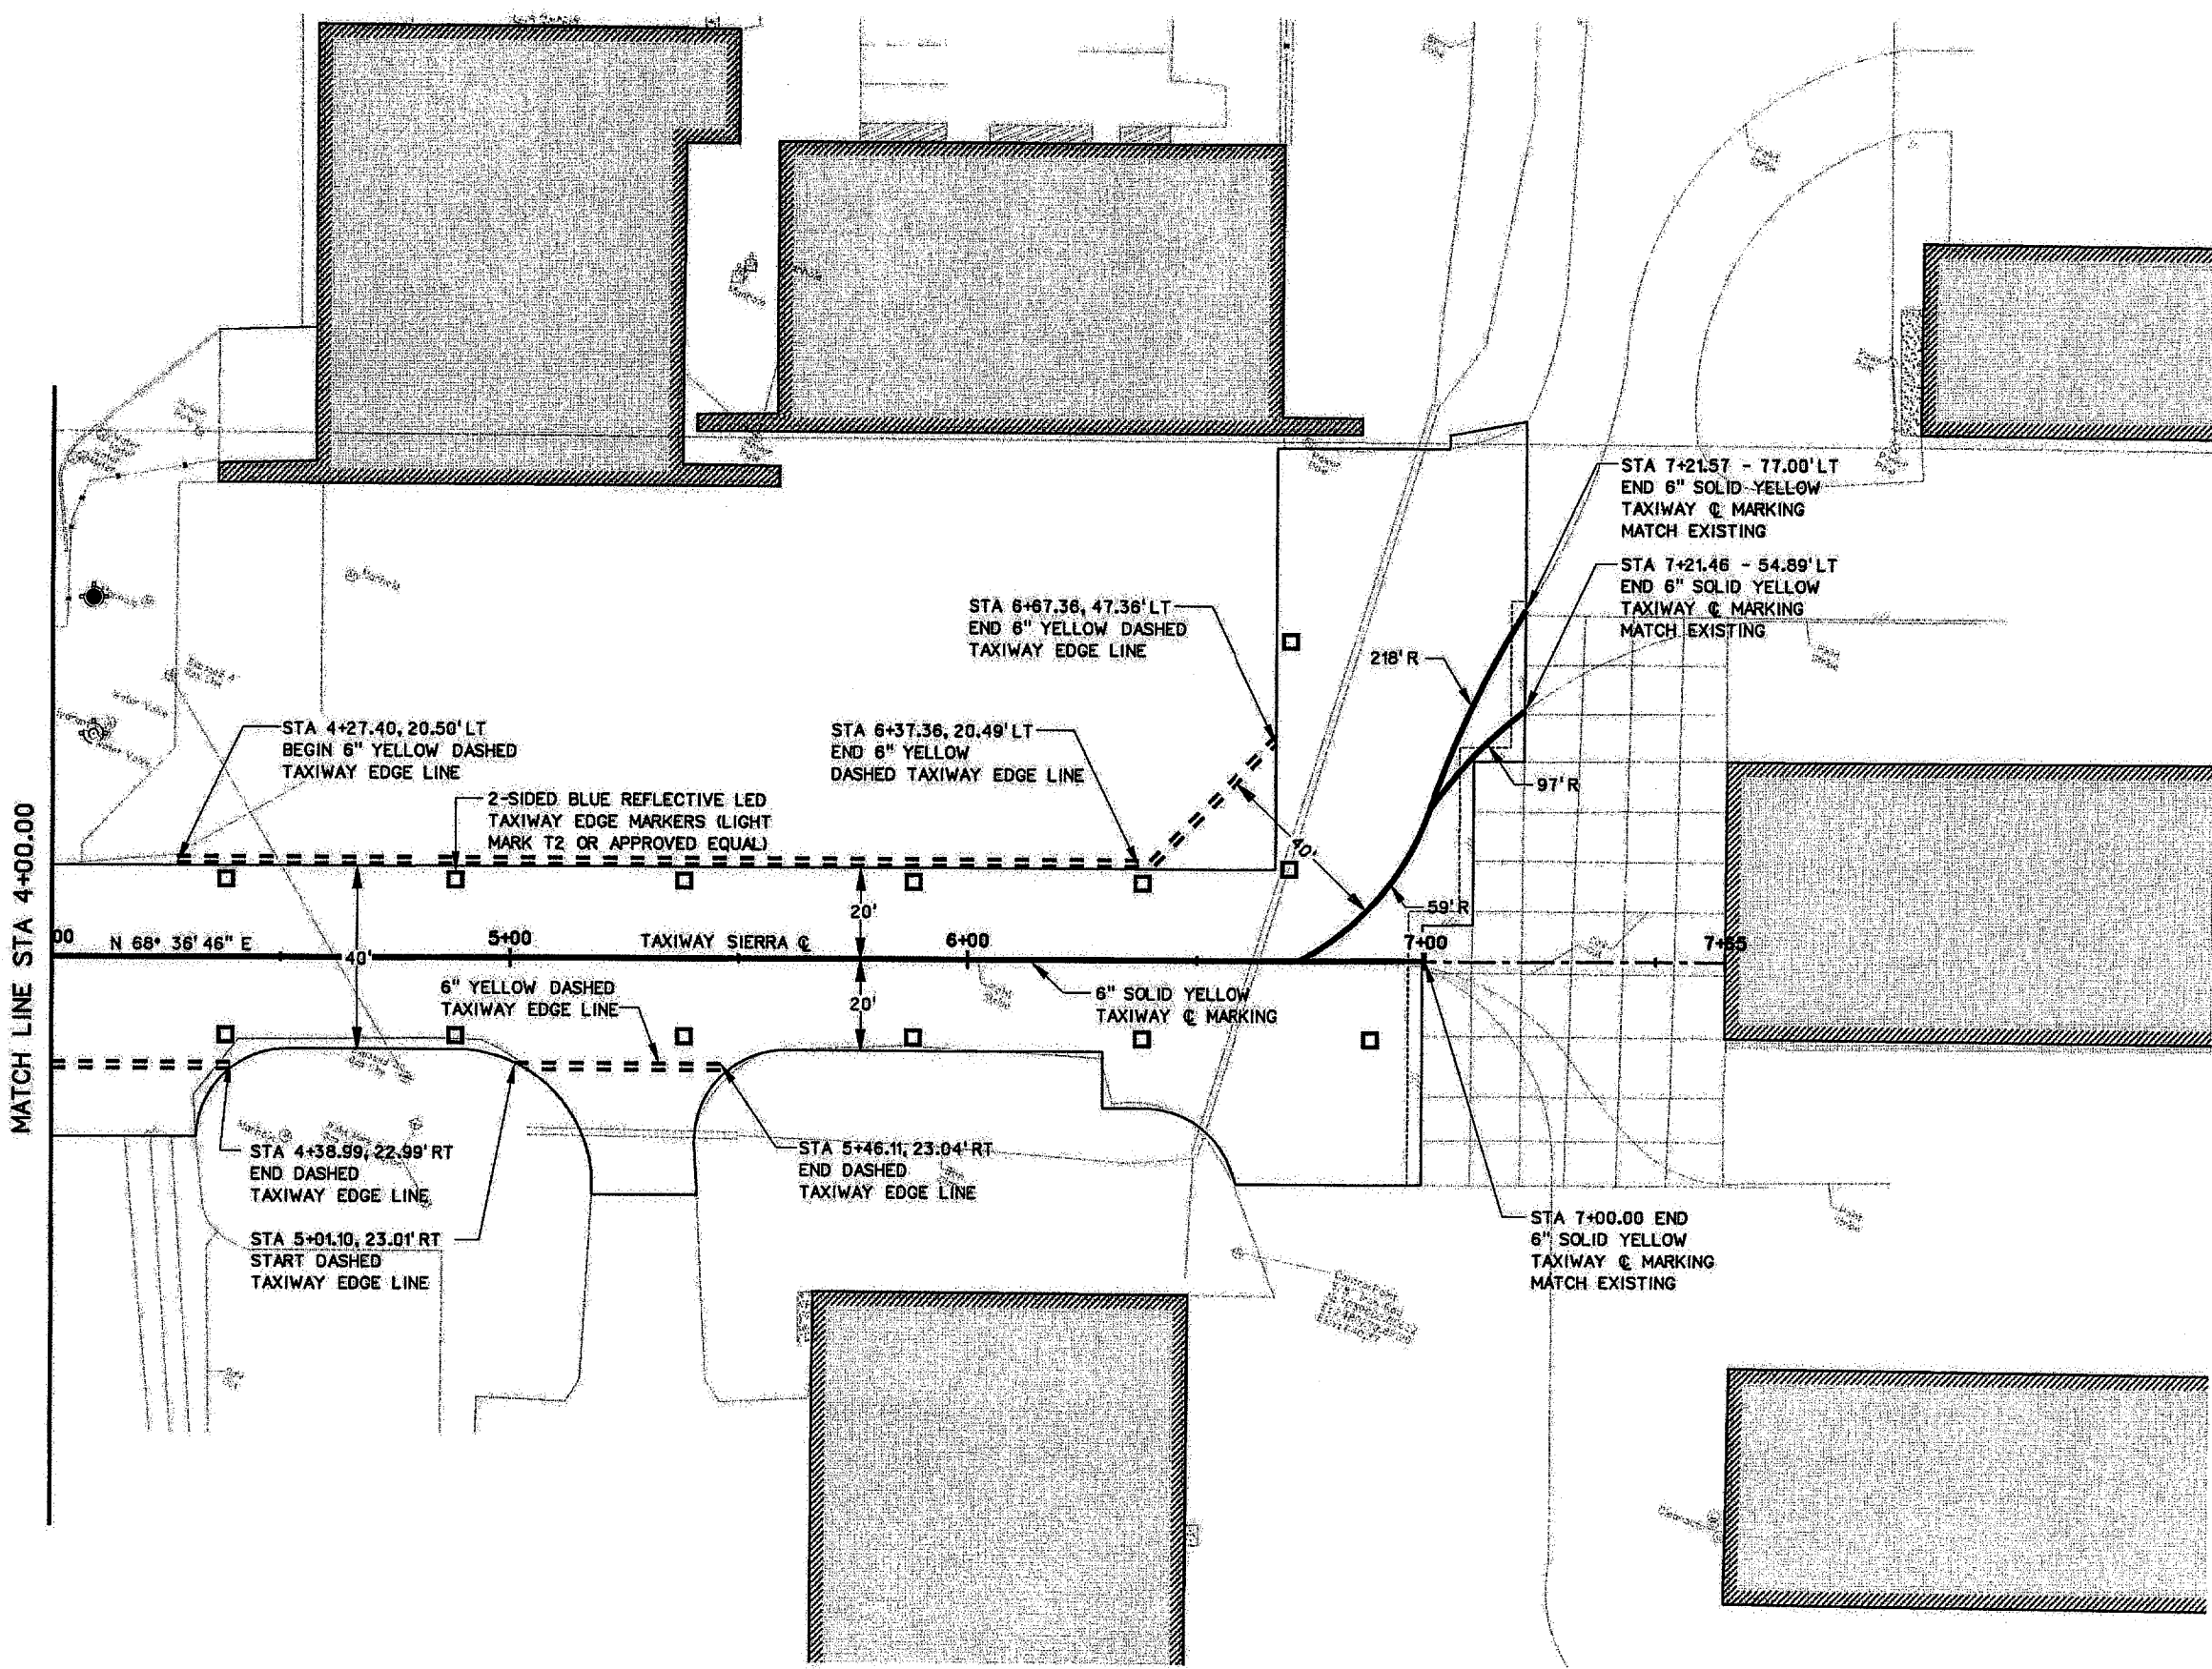 STA 7+21.57 - 77.00' LT
END 6" SOLID YELLOW
TAXIWAY ℄ MARKING
MATCH EXISTING
STA 7+21.46 - 54.89' LT
END 6" SOLID YELLOW
TAXIWAY ℄ MARKING
MATCH EXISTING
STA 6+67.36, 47.36' LT
END 6" YELLOW DASHED
TAXIWAY EDGE LINE
218' R
STA 4+27.40, 20.50' LT
BEGIN 6" YELLOW DASHED
TAXIWAY EDGE LINE
STA 6+37.36, 20.49' LT
END 6" YELLOW
DASHED TAXIWAY EDGE LINE
2-SIDED BLUE REFLECTIVE LED
TAXIWAY EDGE MARKERS (LIGHT
MARK T2 OR APPROVED EQUAL)
97' R
40'
59' R
20'
MATCH LINE STA 4+00.00
00
N 68° 36' 46" E
5+00
TAXIWAY SIERRA ℄
6+00
7+00
7+65
40'
20'
6" YELLOW DASHED
TAXIWAY EDGE LINE
6" SOLID YELLOW
TAXIWAY ℄ MARKING
STA 4+38.99, 22.99' RT
END DASHED
TAXIWAY EDGE LINE
STA 5+46.11, 23.04' RT
END DASHED
TAXIWAY EDGE LINE
STA 5+01.10, 23.01' RT
START DASHED
TAXIWAY EDGE LINE
STA 7+00.00 END
6" SOLID YELLOW
TAXIWAY ℄ MARKING
MATCH EXISTING